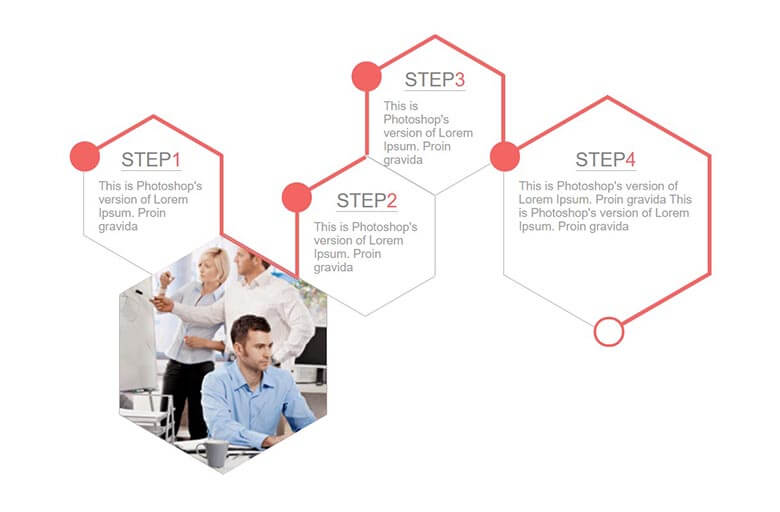 STEP1
This is Photoshop's
version of Lorem
Ipsum. Proin
gravida
STEP2
This is Photoshop's
version of Lorem
Ipsum. Proin
gravida
STEP3
This is
Photoshop's
version of Lorem
Ipsum. Proin
gravida
STEP4
This is Photoshop's version of
Lorem Ipsum. Proin gravida This
is Photoshop's version of Lorem
Ipsum. Proin gravida